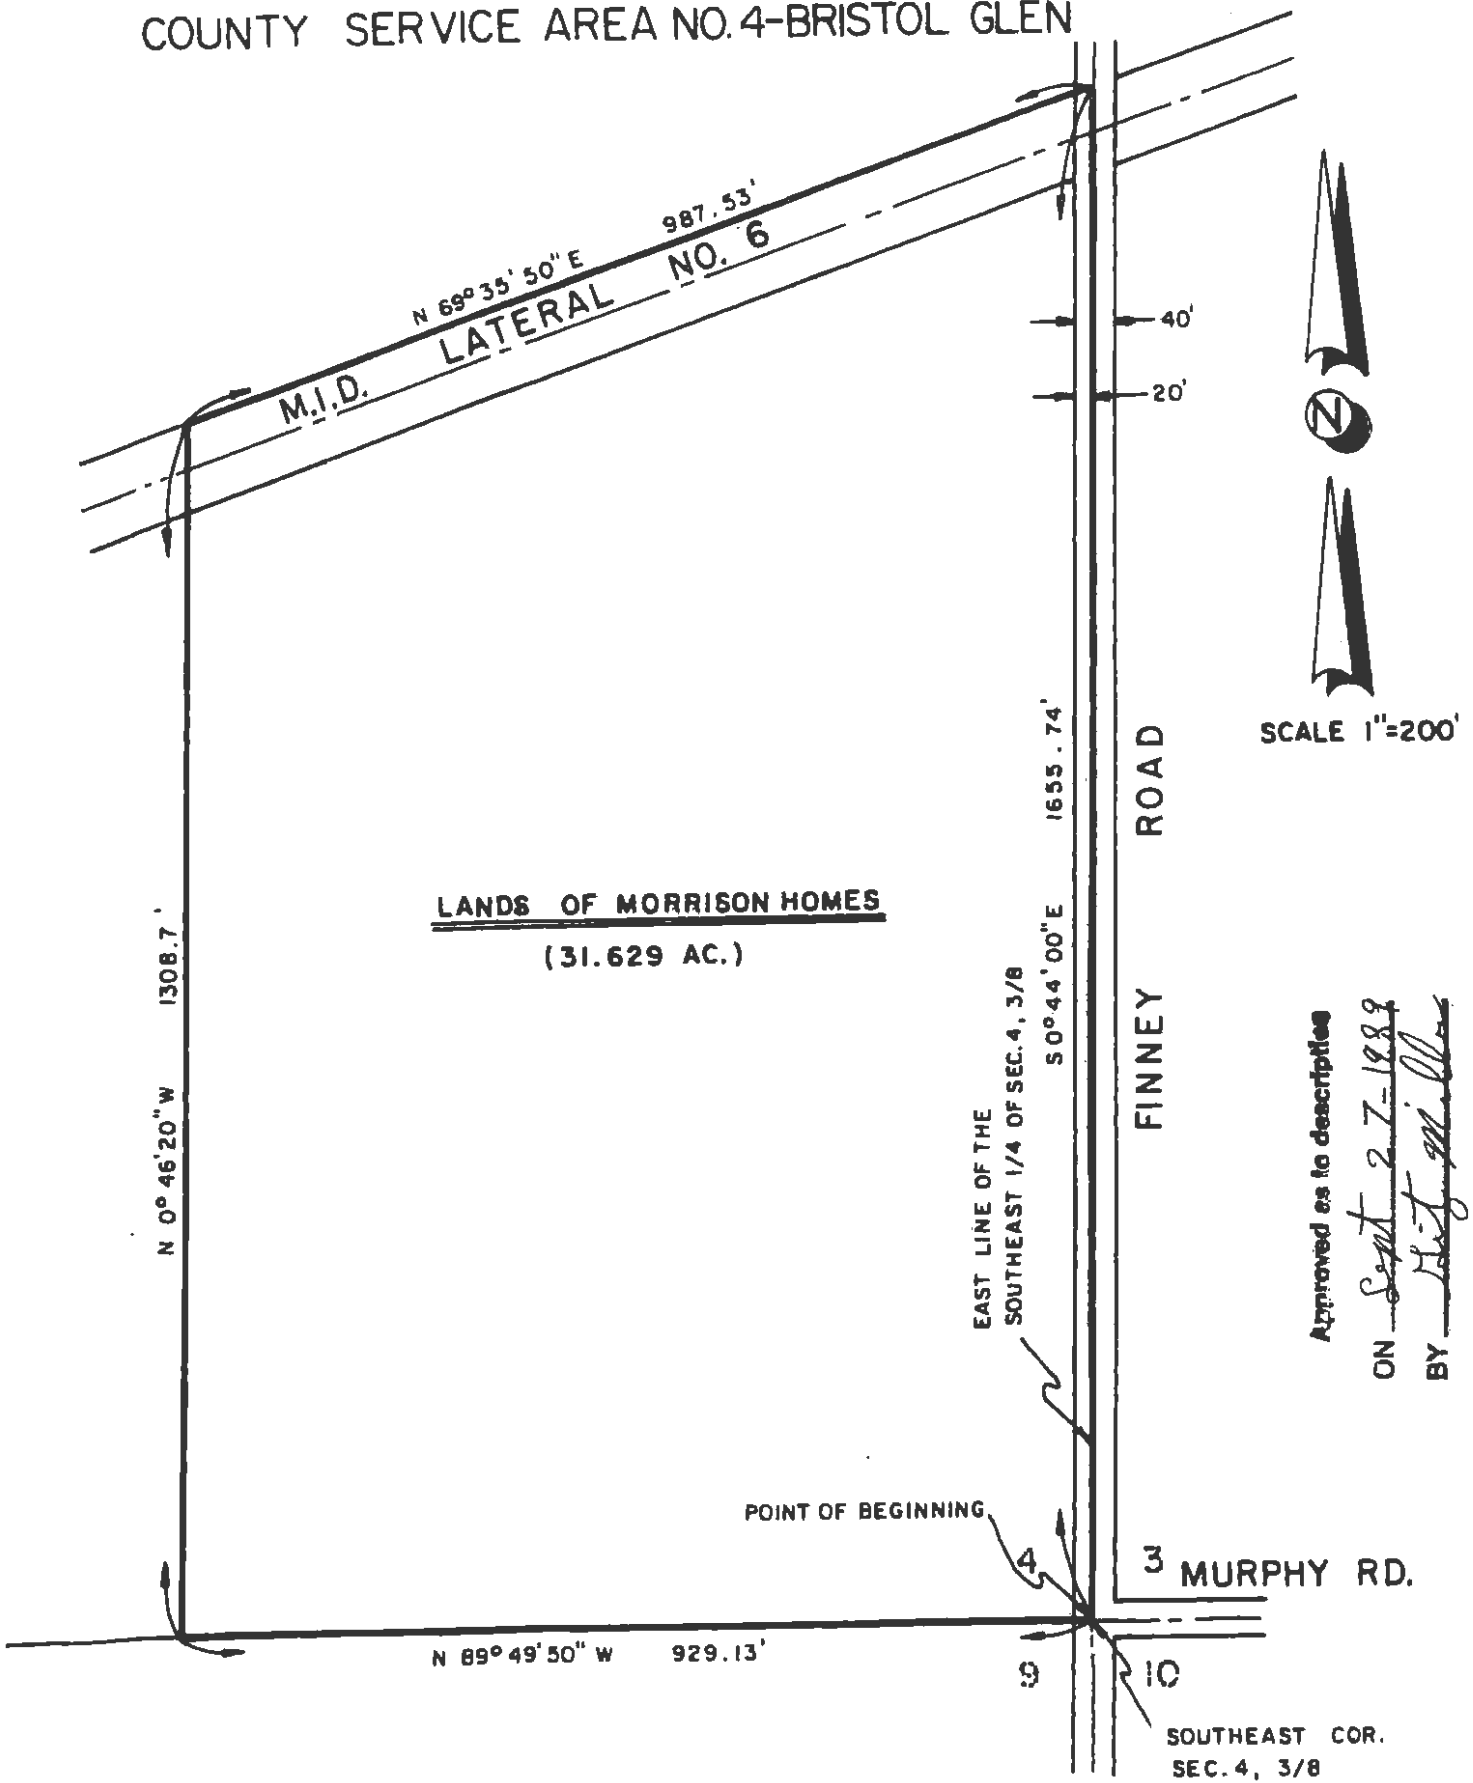 COUNTY SERVICE AREA NO. 4-BRISTOL GLEN
987.53'
N 69° 35' 50" E
M.I.D. LATERAL NO. 6
40'
20'
N
SCALE 1"=200'
1655.74'
S 0° 44' 00" E
FINNEY ROAD
LANDS OF MORRISON HOMES
(31.629 AC.)
1308.7'
N 0° 46' 20" W
EAST LINE OF THE
SOUTHEAST 1/4 OF SEC. 4, 3/8
Approved as to description
ON Sept 27-1989
BY
POINT OF BEGINNING
4
3
MURPHY RD.
N 89° 49' 50" W 929.13'
9
10
SOUTHEAST COR.
SEC. 4, 3/8